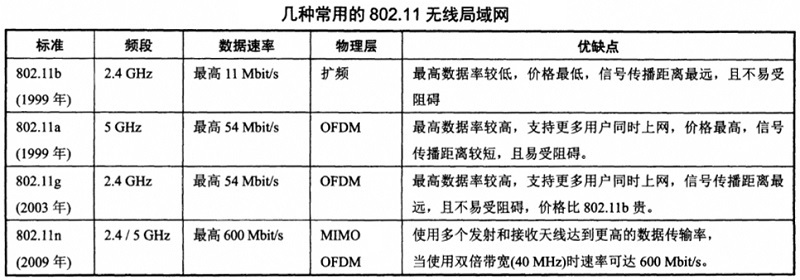 几种常用的 802.11 无线局域网
标准 频段 数据速率 物理层 优缺点
802.11b 2.4 GHz 最高 11 Mbit/s 扩频 最高数据率较低，价格最低，信号传播距离最远，且不易受
(1999 年) 阻碍
802.11a 5 GHz 最高 54 Mbit/s OFDM 最高数据率较高，支持更多用户同时上网，价格最高，信号
(1999 年) 传播距离较短，且易受阻碍。
802.11g 2.4 GHz 最高 54 Mbit/s OFDM 最高数据率较高，支持更多用户同时上网，信号传播距离最
(2003 年) 远，且不易受阻碍，价格比 802.11b 贵。
802.11n 2.4 / 5 GHz 最高 600 Mbit/s MIMO 使用多个发射和接收天线达到更高的数据传输率，
(2009 年) OFDM 当使用双倍带宽(40 MHz)时速率可达 600 Mbit/s。